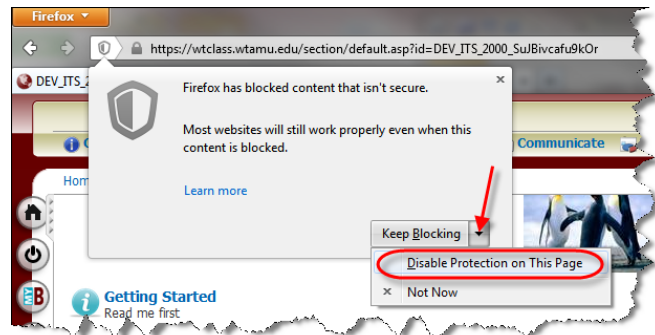 Firefox
https://wtclass.wtamu.edu/section/default.asp?id=DEV_ITS_2000_SuJBivcafu9kOr
DEV_ITS_2
Firefox has blocked content that isn't secure.
Most websites will still work properly even when this
content is blocked.
Communicate
Hom
Learn more
Keep Blocking
Disable Protection on This Page
Not Now
B
Getting Started
Read me first